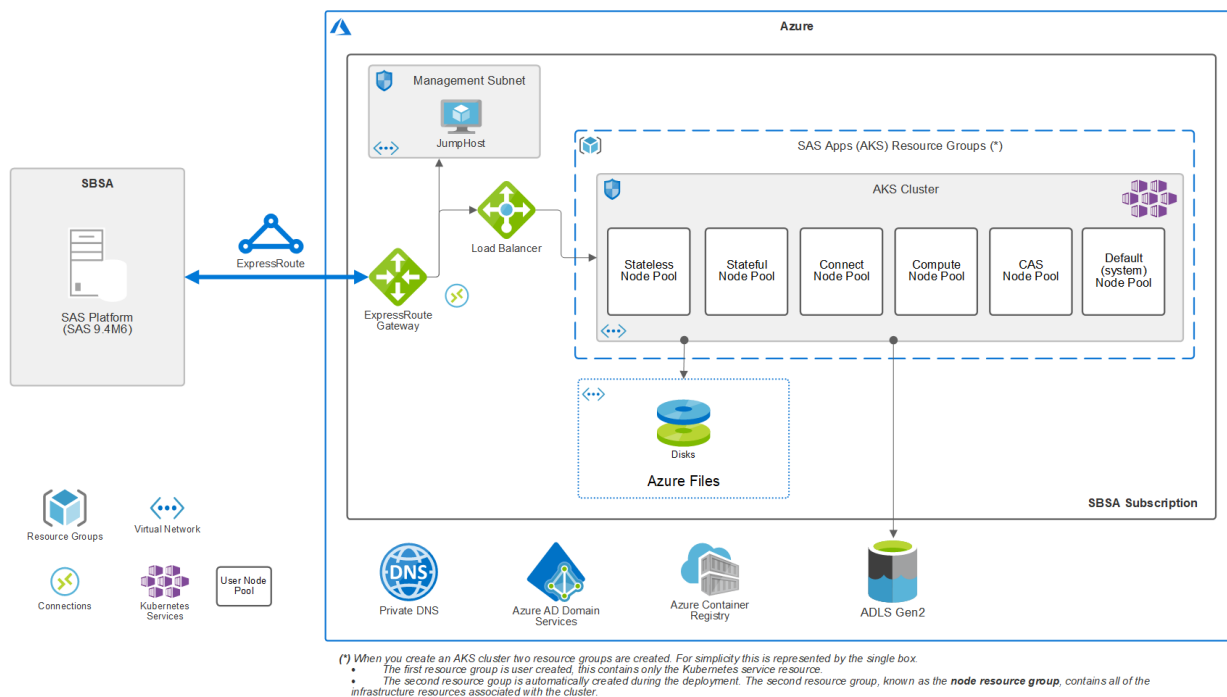 Azure
Management Subnet
JumpHost
SAS Apps (AKS) Resource Groups (*)
AKS Cluster
SBSA
ExpressRoute
Load Balancer
Stateless
Node Pool
Stateful
Node Pool
Connect
Node Pool
Compute
Node Pool
CAS
Node Pool
Default
(system)
Node Pool
SAS Platform
(SAS 9.4M6)
ExpressRoute
Gateway
Disks
Azure Files
SBSA Subscription
Resource Groups
Virtual Network
Connections
Kubernetes
Services
User Node
Pool
DNS
Private DNS
Azure AD Domain
Services
Azure Container
Registry
ADLS Gen2
(*) When you create an AKS cluster two resource groups are created. For simplicity this is represented by the single box.
• The first resource group is user created, this contains only the Kubernetes service resource.
• The second resource goup is automatically created during the deployment. The second resource group, known as the node resource group, contains all of the
infrastructure resources associated with the cluster.